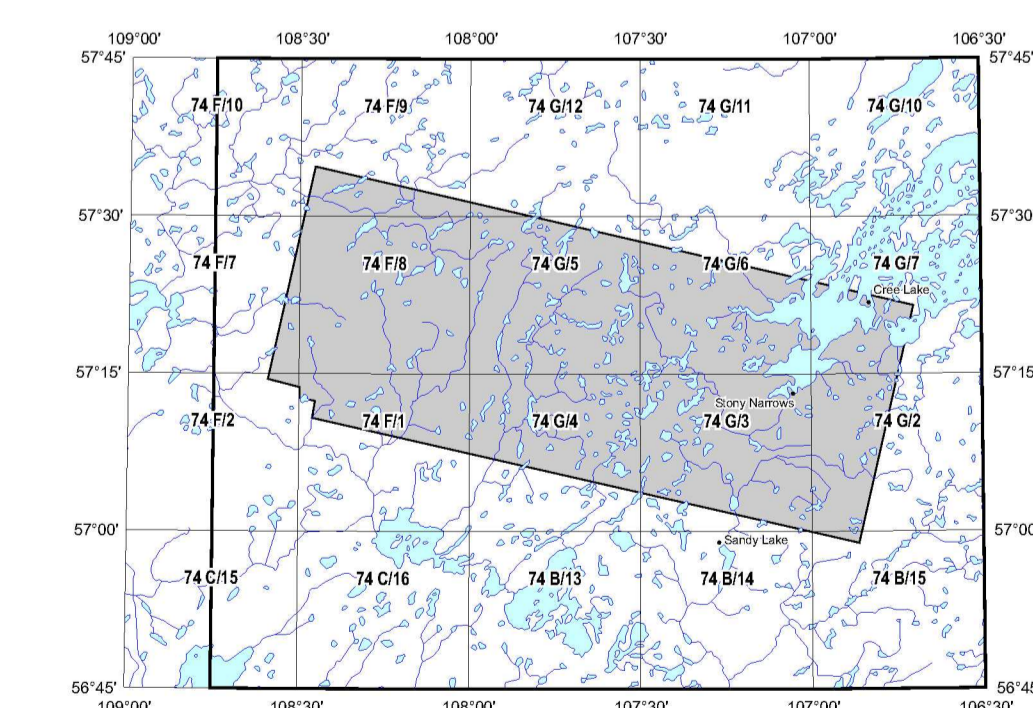 109°00' 108°30' 108°00' 107°30' 107°00' 106°30'
57°45' 57°45'
74 F/10 74 F/9 74 G/12 74 G/11 74 G/10
57°30' 57°30
74 F/7 74 F/8 74 G/5 74 G/6 74 G/7
Cree Lake
57°15' 57°15
Stony Narrows
74 F/2 74 F/1 74 G/4 74 G/3 74 G/2
57°00' 57°00
Sandy Lake
74 C/15 74 C/16 74 B/13 74 B/14 74 B/15
56°45' 56°45
109°00' 108°30' 108°00' 107°30' 107°00' 106°30'